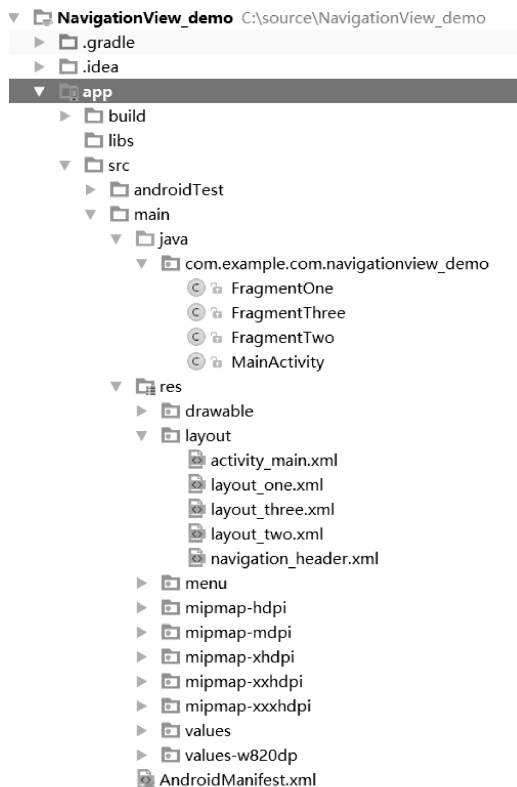 NavigationView_demo C:\source\NavigationView_demo
.gradle
.idea
app
build
libs
src
androidTest
main
java
com.example.com.navigationview_demo
C FragmentOne
C FragmentThree
C FragmentTwo
C MainActivity
res
drawable
layout
activity_main.xml
layout_one.xml
layout_three.xml
layout_two.xml
navigation_header.xml
menu
mipmap-hdpi
mipmap-mdpi
mipmap-xhdpi
mipmap-xxhdpi
mipmap-xxxhdpi
values
values-w820dp
AndroidManifest.xml